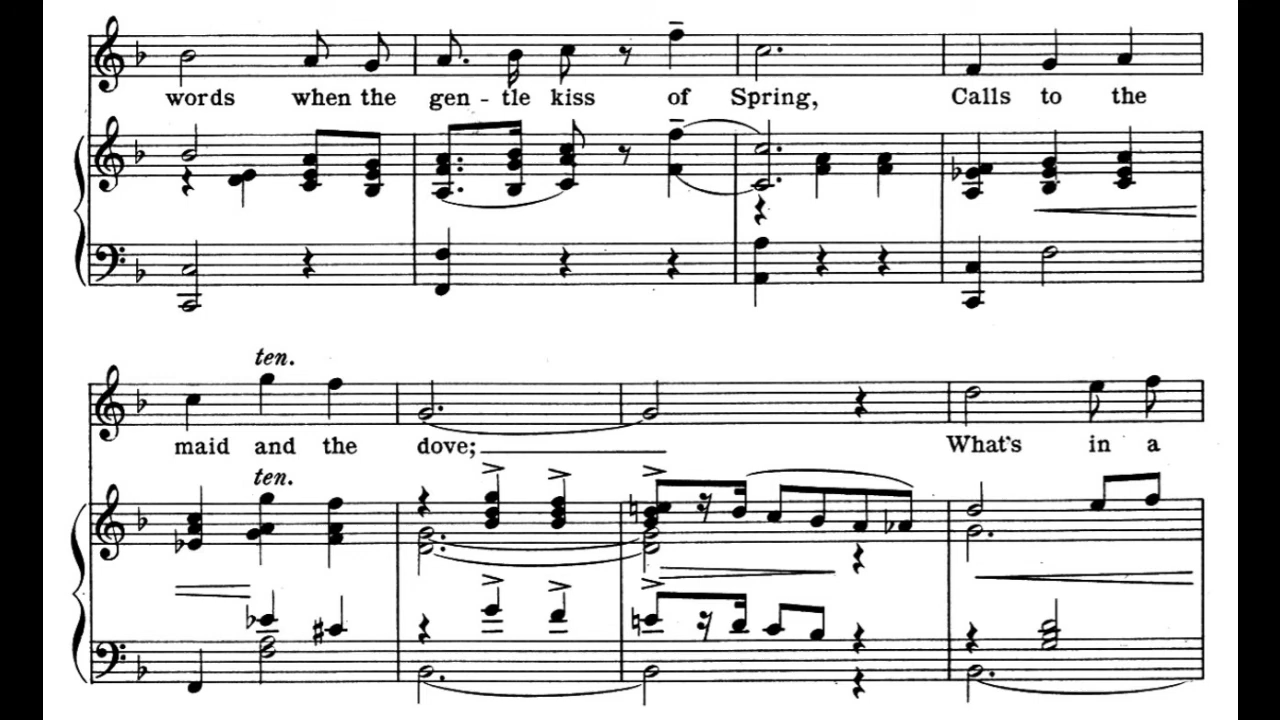 words when the gen - tle kiss of Spring, Calls to the
ten.
maid and the dove; What's in a
ten.